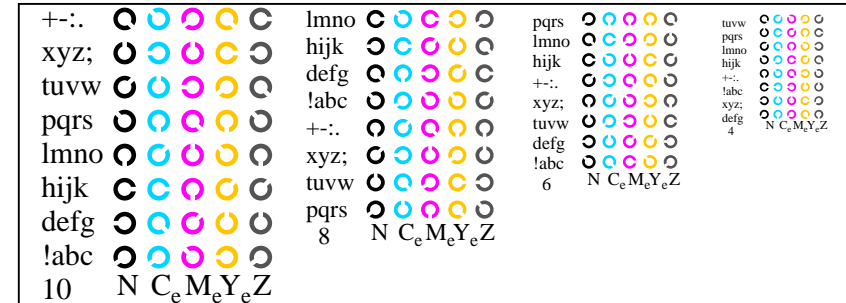 +-:.
xyz;
tuvw
pqrs
lmno
hijk
defg
!abc
10 N CeMeYeZ
lmno
hijk
defg
!abc
+-:.
xyz;
tuvw
pqrs
8 N CeMeYeZ
pqrs
lmno
hijk
+-:.
xyz;
tuvw
defg
!abc
6 N CeMeYeZ
tuvw
pqrs
lmno
hijk
+-:.
!abc
xyz;
defg
4 N CeMeYeZ